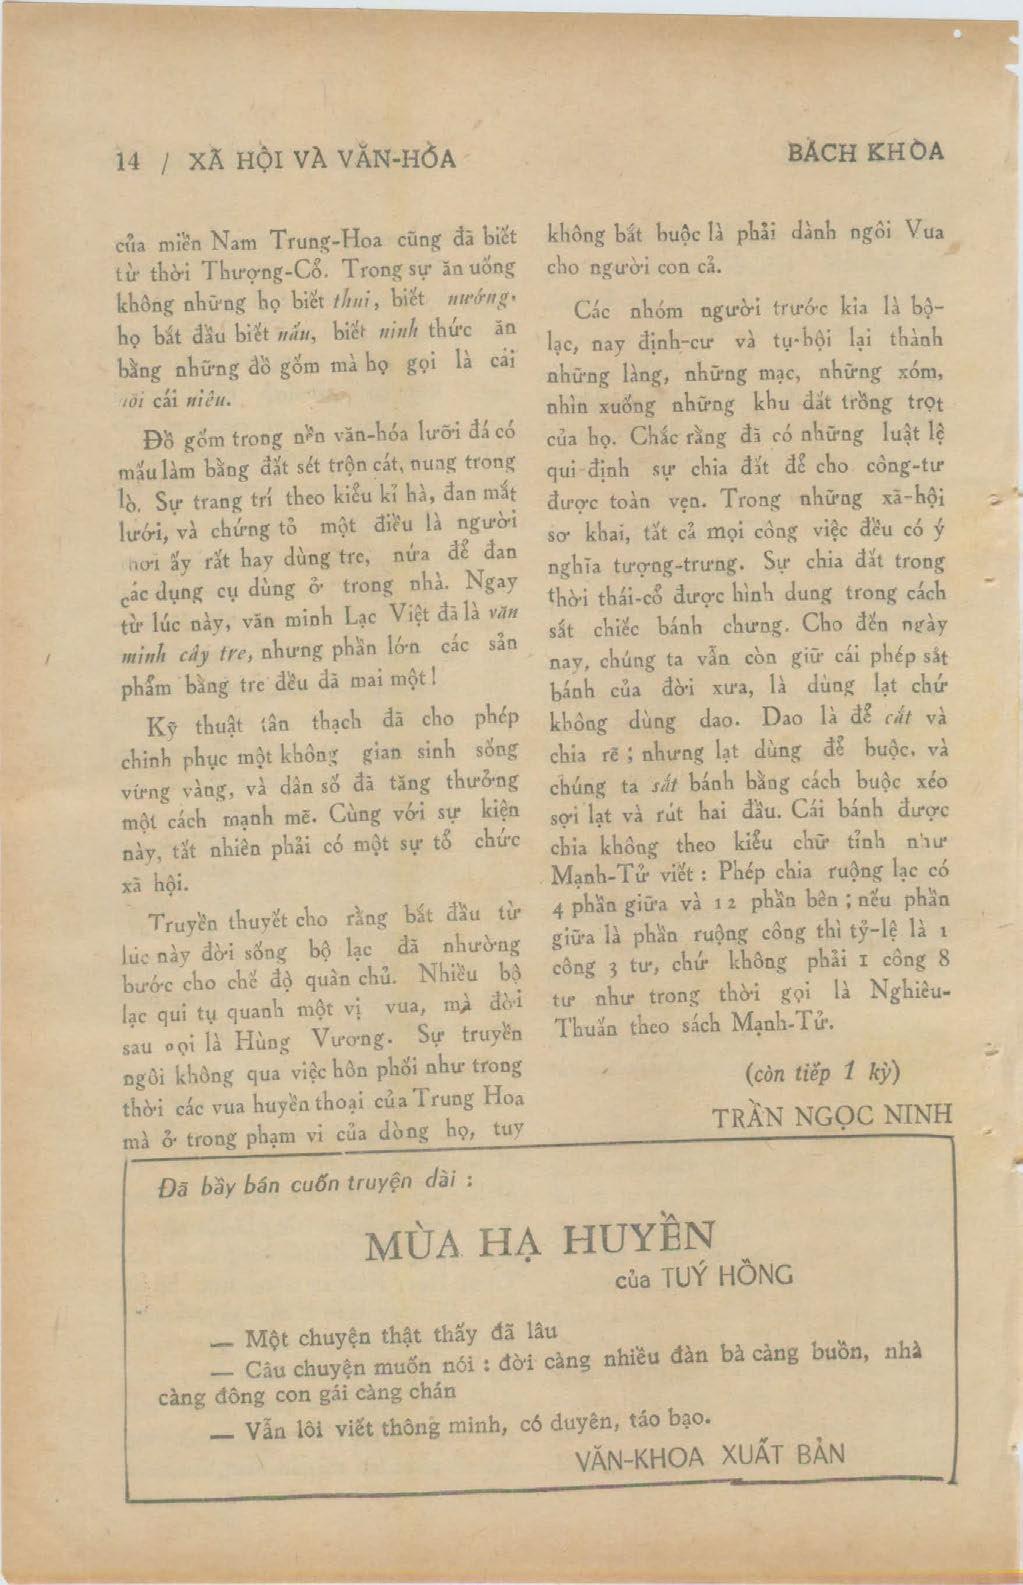 14 / XÃ HỘI VÀ VĂN-HÓA
BÁCH KHOA
của miền Nam Trung-Hoa cũng đã biết
từ thời Thượng-Cổ. Trong sự ăn uống
không những họ biết thui, biết nướng,
họ bắt đầu biết nấu, biết ninh thức ăn
bằng những đồ gốm mà họ gọi là cái
nồi cái niêu.
Đồ gốm trong nền văn-hóa lưỡi đá có
mấu làm bằng đất sét trộn cát, nung trong
lò. Sự trang trí theo kiểu kỉ hà, đan mắt
lưới, và chứng tỏ một điều là người
hơi ấy rất hay dùng tre, nứa để đan
các dụng cụ dùng ở trong nhà. Ngay
từ lúc này, văn minh Lạc Việt đã là văn
minh cây tre, nhưng phần lớn các sản
phẩm bằng tre đều đã mai một!
Kỹ thuật tân thạch đã cho phép
chinh phục một không gian sinh sống
vững vàng, và dân số đã tăng thưởng
một cách mạnh mẽ. Cùng với sự kiện
này, tất nhiên phải có một sự tổ chức
xã hội.
Truyền thuyết cho rằng bắt đầu từ
lúc này đời sống bộ lạc đã nhường
bước cho chế độ quân chủ. Nhiều bộ
lạc qui tụ quanh một vị vua, mà đời
sau gọi là Hùng Vương. Sự truyền
ngôi không qua việc hôn phối như trong
thời các vua huyền thoại của Trung Hoa
mà ở trong phạm vi của dòng họ, tuy
không bắt buộc là phải dành ngôi Vua
cho người con cả.
Các nhóm người trước kia là bộ-
lạc, nay định-cư và tụ-hội lại thành
những làng, những mạc, những xóm,
nhìn xuống những khu đất trồng trọt
của họ. Chắc rằng đã có những luật lệ
qui-định sự chia đất để cho công-tư
được toàn vẹn. Trong những xã-hội
sơ khai, tất cả mọi công việc đều có ý
nghĩa tượng-trưng. Sự chia đất trong
thời thái-cổ được hình dung trong cách
sắt chiếc bánh chưng. Cho đến ngày
nay, chúng ta vẫn còn giữ cái phép sắt
bánh của đời xưa, là dùng lạt chứ
không dùng dao. Dao là để cắt và
chia rẽ ; nhưng lạt dùng để buộc, và
chúng ta sắt bánh bằng cách buộc xéo
sợi lạt và rút hai đầu. Cái bánh được
chia không theo kiểu chữ tỉnh như
Mạnh-Tử viết : Phép chia ruộng lạc có
4 phần giữa và 12 phần bên ; nếu phần
giữa là phần ruộng công thì tỷ-lệ là 1
công 3 tư, chứ không phải 1 công 8
tư như trong thời gọi là Nghiêu-
Thuấn theo sách Mạnh-Tử.
(còn tiếp 1 kỳ)
TRẦN NGỌC NINH
Đã bầy bán cuốn truyện dài :
MÙA HẠ HUYỀN
của TUÝ HỒNG
— Một chuyện thật thấy đã lâu
— Câu chuyện muốn nói : đời càng nhiều đàn bà càng buồn, nhà
càng đông con gái càng chán
— Vẫn lôi viết thông minh, có duyên, táo bạo.
VĂN-KHOA XUẤT BẢN